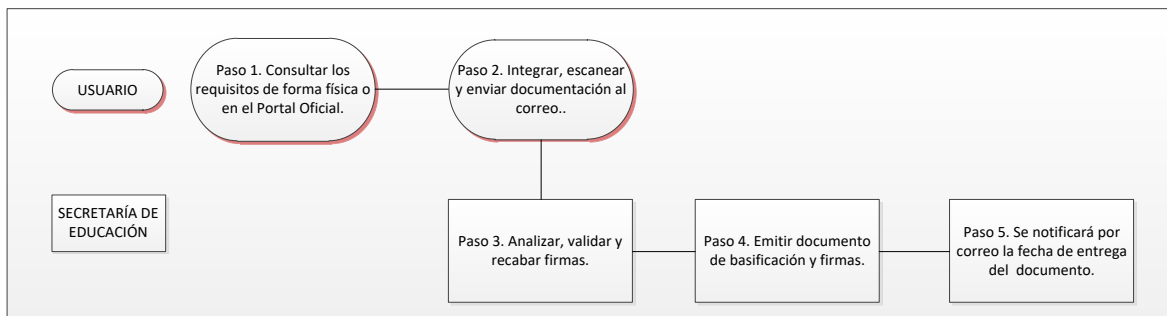 USUARIO
Paso 1. Consultar los
requisitos de forma física o
en el Portal Oficial.
Paso 2. Integrar, escanear
y enviar documentación al
correo..
SECRETARÍA DE
EDUCACIÓN
Paso 3. Analizar, validar y
recabar firmas.
Paso 4. Emitir documento
de basificación y firmas.
Paso 5. Se notificará por
correo la fecha de entrega
del  documento.